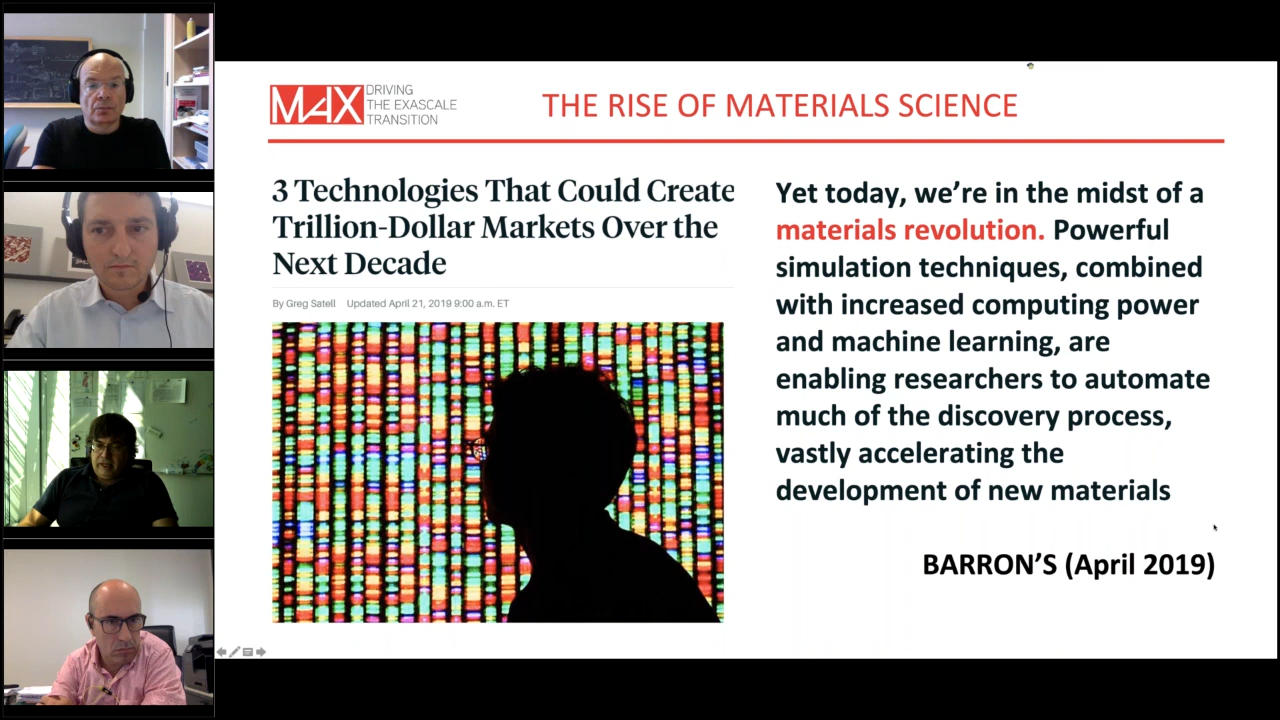 MAX
DRIVING
THE EXASCALE
TRANSITION
THE RISE OF MATERIALS SCIENCE
3 Technologies That Could Create
Trillion-Dollar Markets Over the
Next Decade
By Greg Satell Updated April 21, 2019 9:00 a.m. ET
Yet today, we’re in the midst of a
materials revolution. Powerful
simulation techniques, combined
with increased computing power
and machine learning, are
enabling researchers to automate
much of the discovery process,
vastly accelerating the
development of new materials
BARRON’S (April 2019)